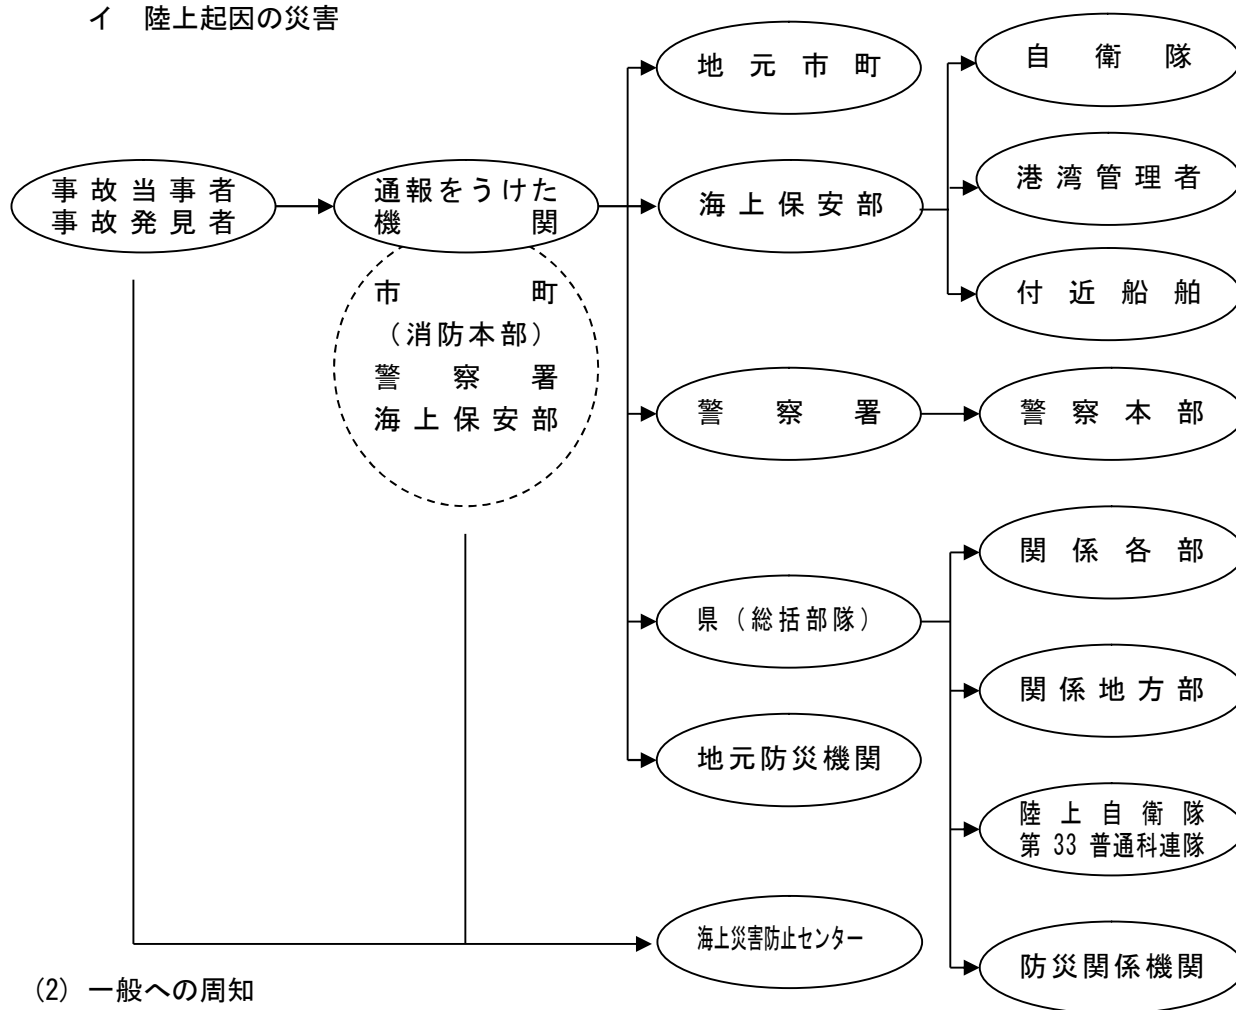 イ 陸上起因の災害
事故当事者
事故発見者
通報をうけた
機関
市町
（消防本部）
警察署
海上保安部
地元市町
海上保安部
警察署
県（総括部隊）
地元防災機関
海上災害防止センター
自衛隊
港湾管理者
付近船舶
警察本部
関係各部
関係地方部
陸上自衛隊
第 33 普通科連隊
防災関係機関
(2) 一般への周知